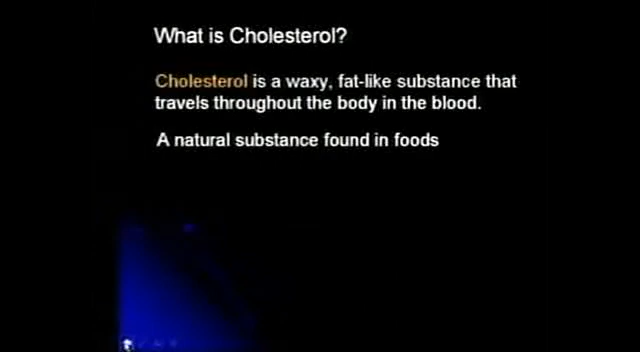 What is Cholesterol?
Cholesterol is a waxy, fat-like substance that
travels throughout the body in the blood.
A natural substance found in foods